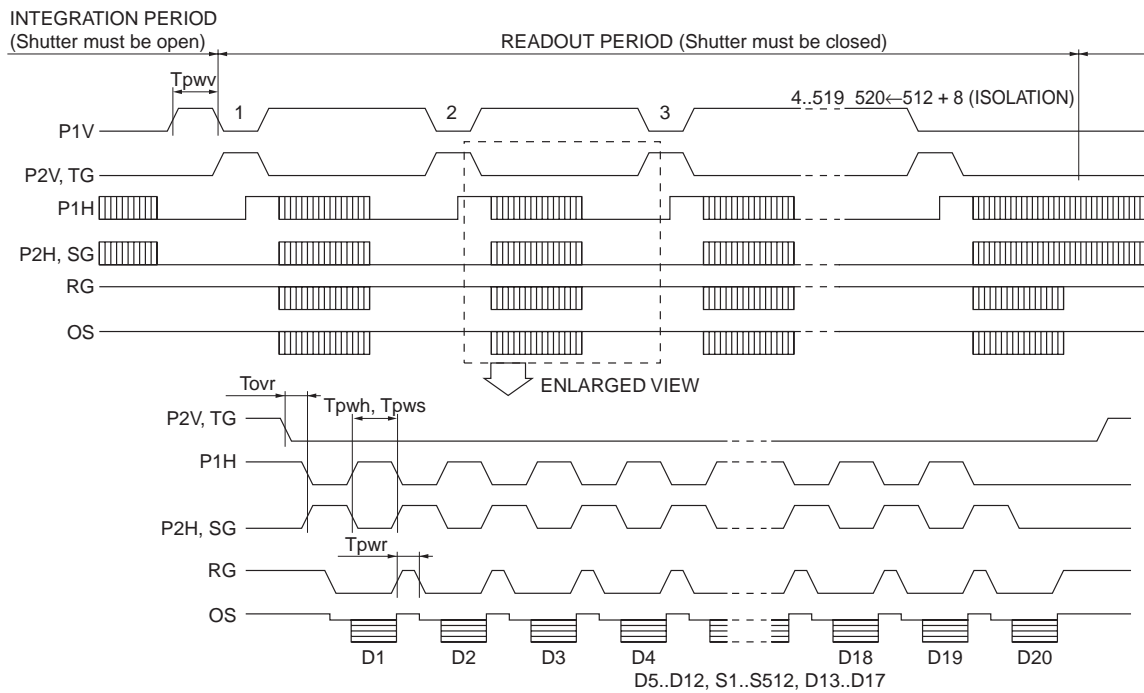 INTEGRATION PERIOD
(Shutter must be open)
READOUT PERIOD (Shutter must be closed)
Tpwv
1
2
3
4..519 520←512 + 8 (ISOLATION)
P1V
P2V, TG
P1H
P2H, SG
RG
OS
ENLARGED VIEW
Tovr
Tpwh, Tpws
P2V, TG
P1H
P2H, SG
Tpwr
RG
OS
D1 D2 D3 D4 D18 D19 D20
D5..D12, S1..S512, D13..D17